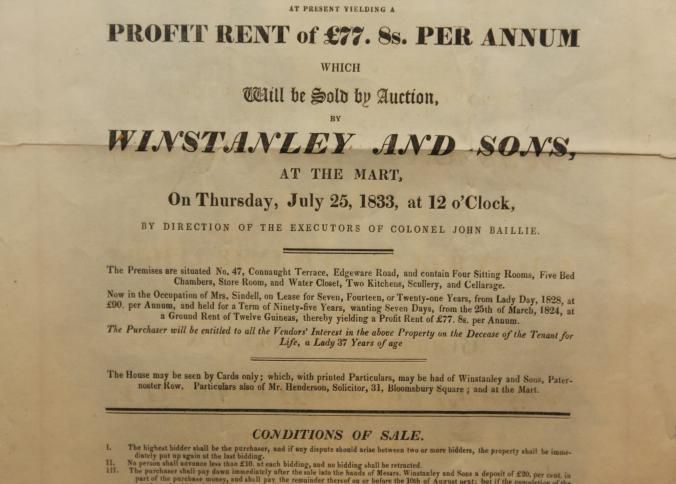 AT PRESENT YIELDING A
PROFIT RENT of £77. 8s. PER ANNUM
WHICH
Will be Sold by Auction,
BY
WINSTANLEY AND SONS,
AT THE MART,
On Thursday, July 25, 1833, at 12 o'Clock,
BY DIRECTION OF THE EXECUTORS OF COLONEL JOHN BAILLIE.
The Premises are situated No. 47, Connaught Terrace, Edgeware Road, and contain Four Sitting Rooms, Five Bed
Chambers, Store Room, and Water Closet, Two Kitchens, Scullery, and Cellarage.
Now in the Occupation of Mrs. Sindell, on Lease for Seven, Fourteen, or Twenty-one Years, from Lady Day, 1828, at
£90. per Annum, and held for a Term of Ninety-five Years, wanting Seven Days, from the 25th of March, 1824, at
a Ground Rent of Twelve Guineas, thereby yielding a Profit Rent of £77. 8s. per Annum.
The Purchaser will be entitled to all the Vendors' Interest in the above Property on the Decease of the Tenant for
Life, a Lady 37 Years of age
The House may be seen by Cards only; which, with printed Particulars, may be had of Winstanley and Sons, Pater-
noster Row. Particulars also of Mr. Henderson, Solicitor, 31, Bloomsbury Square; and at the Mart.
CONDITIONS OF SALE.
I. The highest bidder shall be the purchaser, and if any dispute should arise between two or more bidders, the property shall be imme-
diately put up again at the last bidding.
II. No person shall advance less than £10. at each bidding, and no bidding shall be retracted.
III. The purchaser shall pay down immediately after the sale into the hands of Messrs. Winstanley and Sons a deposit of £20. per cent. in
part of the purchase money, and shall pay the remainder thereof on or before the 10th of August next; but if the completion of the